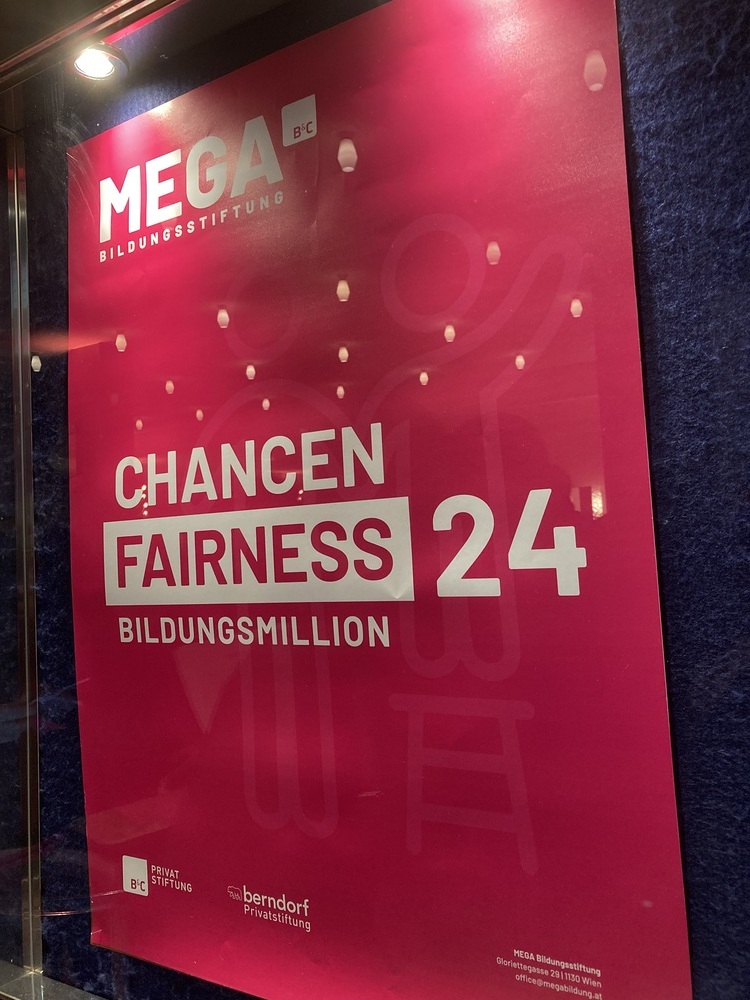 MEGA
B&C
BILDUNGSSTIFTUNG
CHANCEN
FAIRNESS 24
BILDUNGSMILLION
B&C PRIVAT
STIFTUNG
berndorf
Privatstiftung
MEGA Bildungsstiftung
Gloriettegasse 29 | 1130 Wien
office@megabildung.at